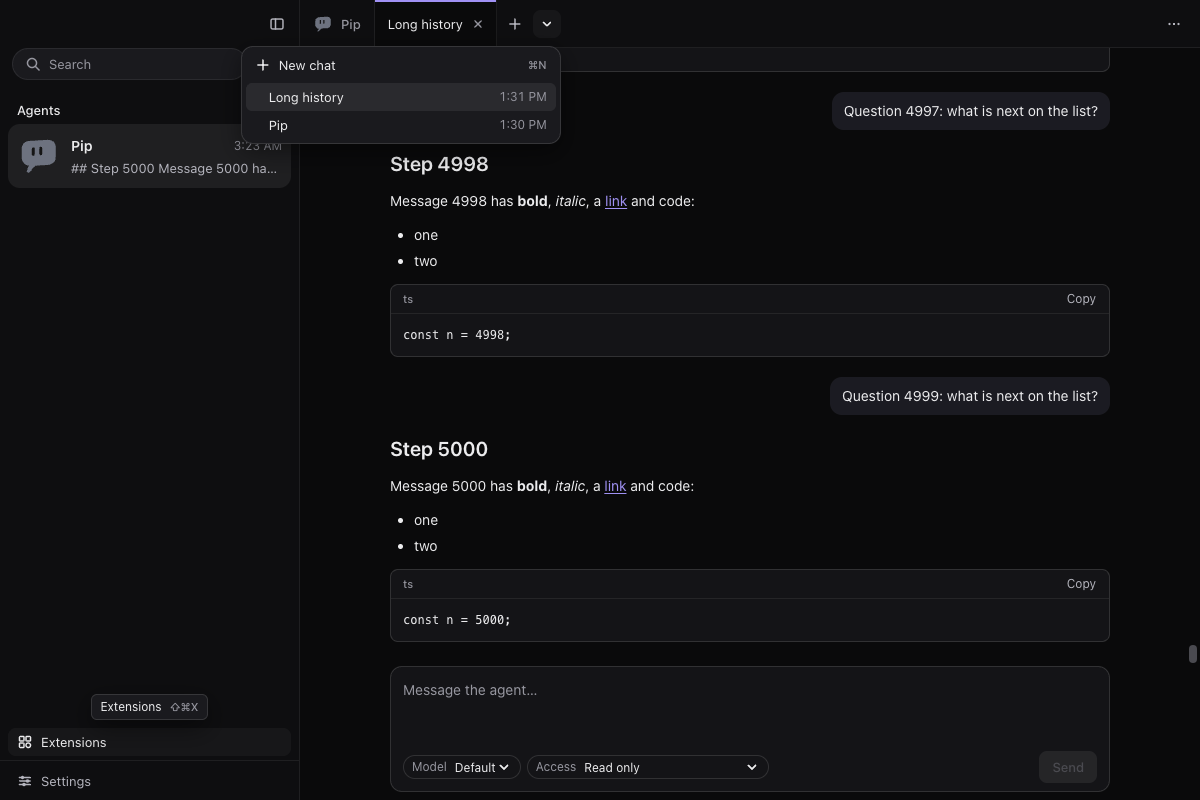 Pip
Long history
Search
New chat ⌘N
Long history 1:31 PM
Pip 1:30 PM
Agents
Pip 3:23 AM
## Step 5000 Message 5000 ha...
Question 4997: what is next on the list?
Step 4998
Message 4998 has bold, italic, a link and code:
• one
• two
ts Copy
const n = 4998;
Question 4999: what is next on the list?
Step 5000
Message 5000 has bold, italic, a link and code:
• one
• two
ts Copy
const n = 5000;
Message the agent...
Model Default Access Read only Send
Extensions ⇧⌘X
Extensions
Settings